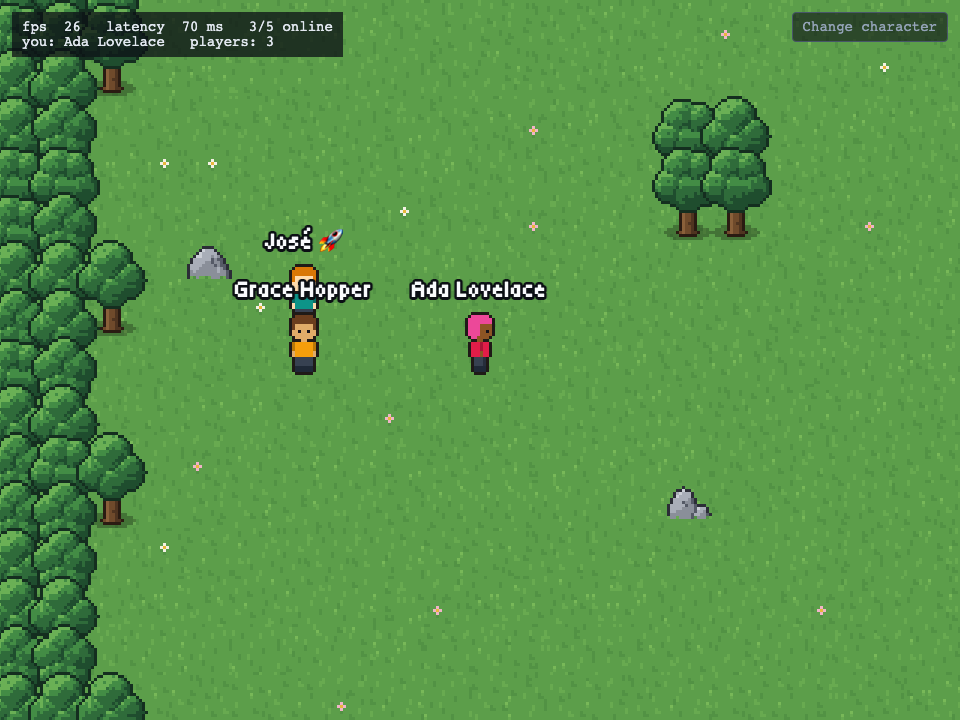 fps 26 latency 70 ms 3/5 online
you: Ada Lovelace players: 3
Change character
José 🚀
Grace Hopper
Ada Lovelace